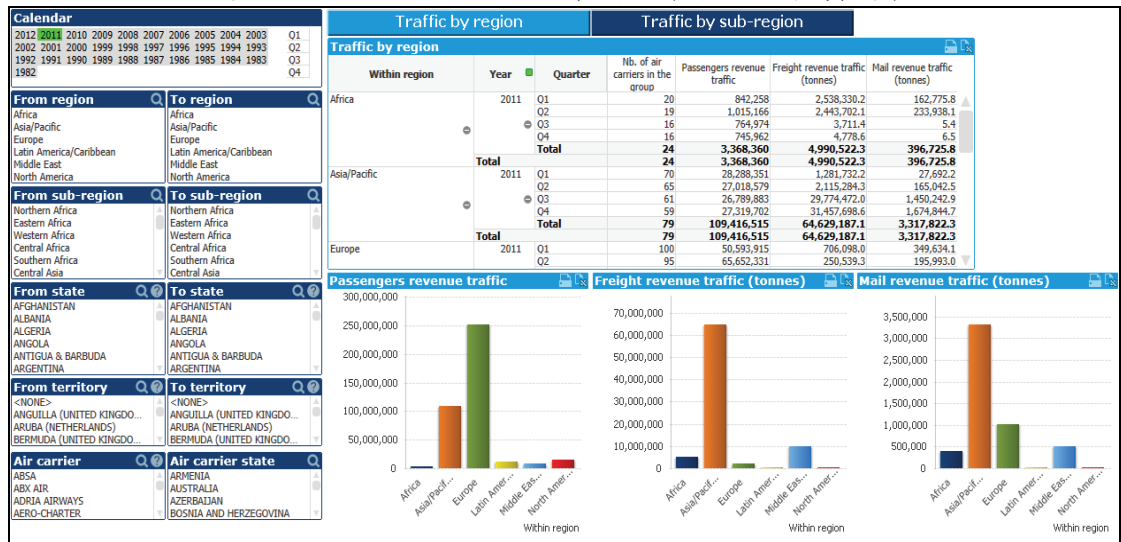 Calendar
2012 2011 2010 2009 2008 2007 2006 2005 2004 2003 Q1
2002 2001 2000 1999 1998 1997 1996 1995 1994 1993 Q2
1992 1991 1990 1989 1988 1987 1986 1985 1984 1983 Q3
1982 Q4
From region
Africa
Asia/Pacific
Europe
Latin America/Caribbean
Middle East
North America
To region
Africa
Asia/Pacific
Europe
Latin America/Caribbean
Middle East
North America
From sub-region
Northern Africa
Eastern Africa
Western Africa
Central Africa
Southern Africa
Central Asia
To sub-region
Northern Africa
Eastern Africa
Western Africa
Central Africa
Southern Africa
Central Asia
From state
AFGHANISTAN
ALBANIA
ALGERIA
ANGOLA
ANTIGUA & BARBUDA
ARGENTINA
To state
AFGHANISTAN
ALBANIA
ALGERIA
ANGOLA
ANTIGUA & BARBUDA
ARGENTINA
From territory
<NONE>
ANGUILLA (UNITED KINGDO...
ARUBA (NETHERLANDS)
BERMUDA (UNITED KINGDO...
To territory
<NONE>
ANGUILLA (UNITED KINGDO...
ARUBA (NETHERLANDS)
BERMUDA (UNITED KINGDO...
Air carrier
ABSA
ABX AIR
ADRIA AIRWAYS
AERO-CHARTER
Air carrier state
ARMENIA
AUSTRALIA
AZERBAIJAN
BOSNIA AND HERZEGOVINA
Traffic by region
Traffic by sub-region
Traffic by region
Within region Year Quarter Nb. of air carriers in the group Passengers revenue traffic Freight revenue traffic (tonnes) Mail revenue traffic (tonnes)
Africa 2011 Q1 20 842,258 2,538,330.2 162,775.8
Q2 19 1,015,166 2,443,702.1 233,938.1
Q3 16 764,974 3,711.4 5.4
Q4 16 745,962 4,778.6 6.5
Total 24 3,368,360 4,990,522.3 396,725.8
Total 24 3,368,360 4,990,522.3 396,725.8
Asia/Pacific 2011 Q1 70 28,288,351 1,281,732.2 27,692.2
Q2 65 27,018,579 2,115,284.3 165,042.5
Q3 61 26,789,883 29,774,472.0 1,450,242.9
Q4 59 27,319,702 31,457,698.6 1,674,844.7
Total 79 109,416,515 64,629,187.1 3,317,822.3
Total 79 109,416,515 64,629,187.1 3,317,822.3
Europe 2011 Q1 100 50,593,915 706,098.0 349,634.1
Q2 95 65,652,331 250,539.3 195,993.0
Passengers revenue traffic
300,000,000
250,000,000
200,000,000
150,000,000
100,000,000
50,000,000
0
Africa
Asia/Pacif...
Europe
Latin Amer...
Middle Eas...
North Amer...
Within region
Freight revenue traffic (tonnes)
70,000,000
60,000,000
50,000,000
40,000,000
30,000,000
20,000,000
10,000,000
0
Africa
Asia/Pacif...
Europe
Latin Amer...
Middle Eas...
North Amer...
Within region
Mail revenue traffic (tonnes)
3,500,000
3,000,000
2,500,000
2,000,000
1,500,000
1,000,000
500,000
0
Africa
Asia/Pacif...
Europe
Latin Amer...
Middle Eas...
North Amer...
Within region